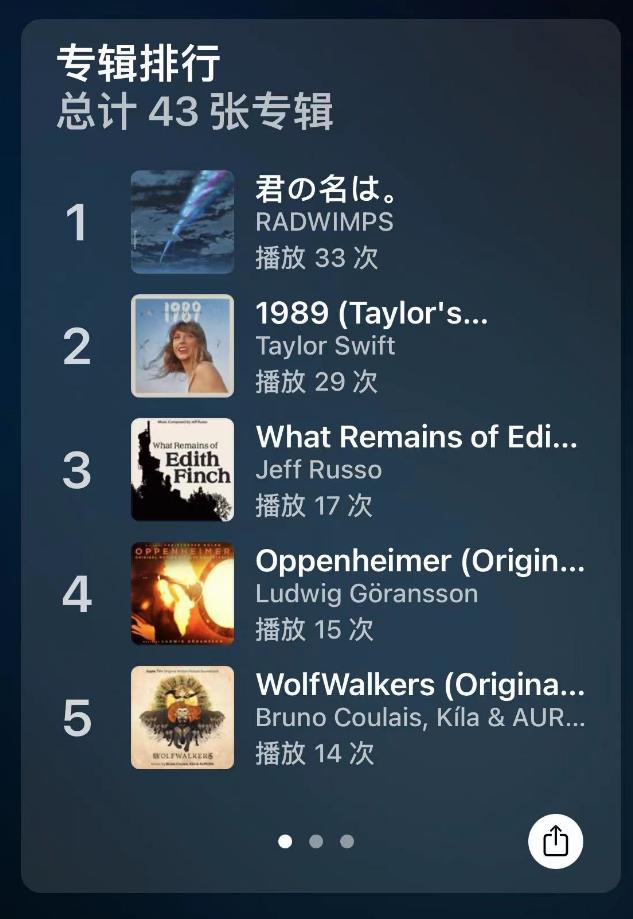 专辑排行
总计 43 张专辑
1
君の名は。
RADWIMPS
播放 33 次
2
1989
1989 (Taylor's...
Taylor Swift
播放 29 次
3
Music Composed by Jeff Russo
What Remains of
Edith
Finch
What Remains of Edi...
Jeff Russo
播放 17 次
4
OPPENHEIMER
Oppenheimer (Origin...
Ludwig Göransson
播放 15 次
5
WOLFWALKERS
WolfWalkers (Origina...
Bruno Coulais, Kíla & AUR...
播放 14 次